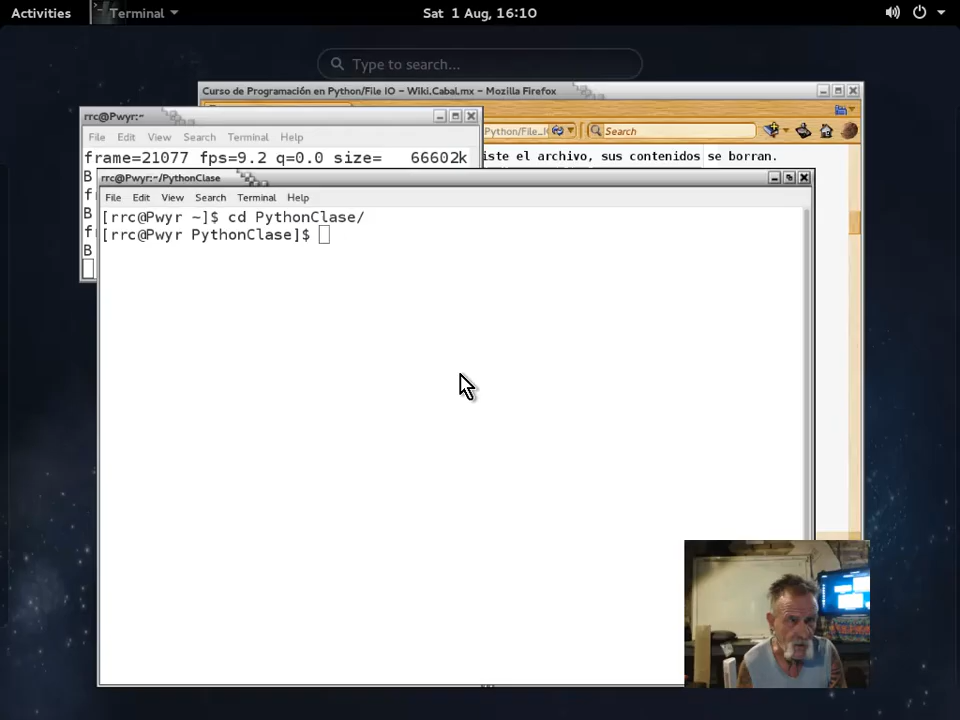 Activities
Terminal
Sat 1 Aug, 16:10
Type to search...
Curso de Programación en Python/File IO - Wiki.Cabal.mx - Mozilla Firefox
rrc@Pwyr:~
File Edit View Search Terminal Help
Python/File_I
Search
frame=21077 fps=9.2 q=0.0 size= 66602k
iste el archivo, sus contenidos se borran.
B
f
B
f
B
rrc@Pwyr:~/PythonClase
File Edit View Search Terminal Help
[rrc@Pwyr ~]$ cd PythonClase/
[rrc@Pwyr PythonClase]$